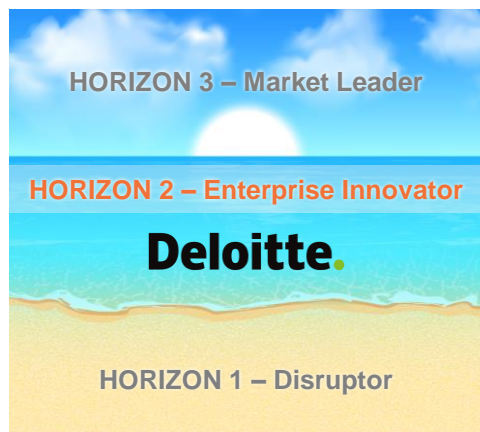 HORIZON 3 – Market Leader
HORIZON 2 – Enterprise Innovator
Deloitte.
HORIZON 1 – Disruptor